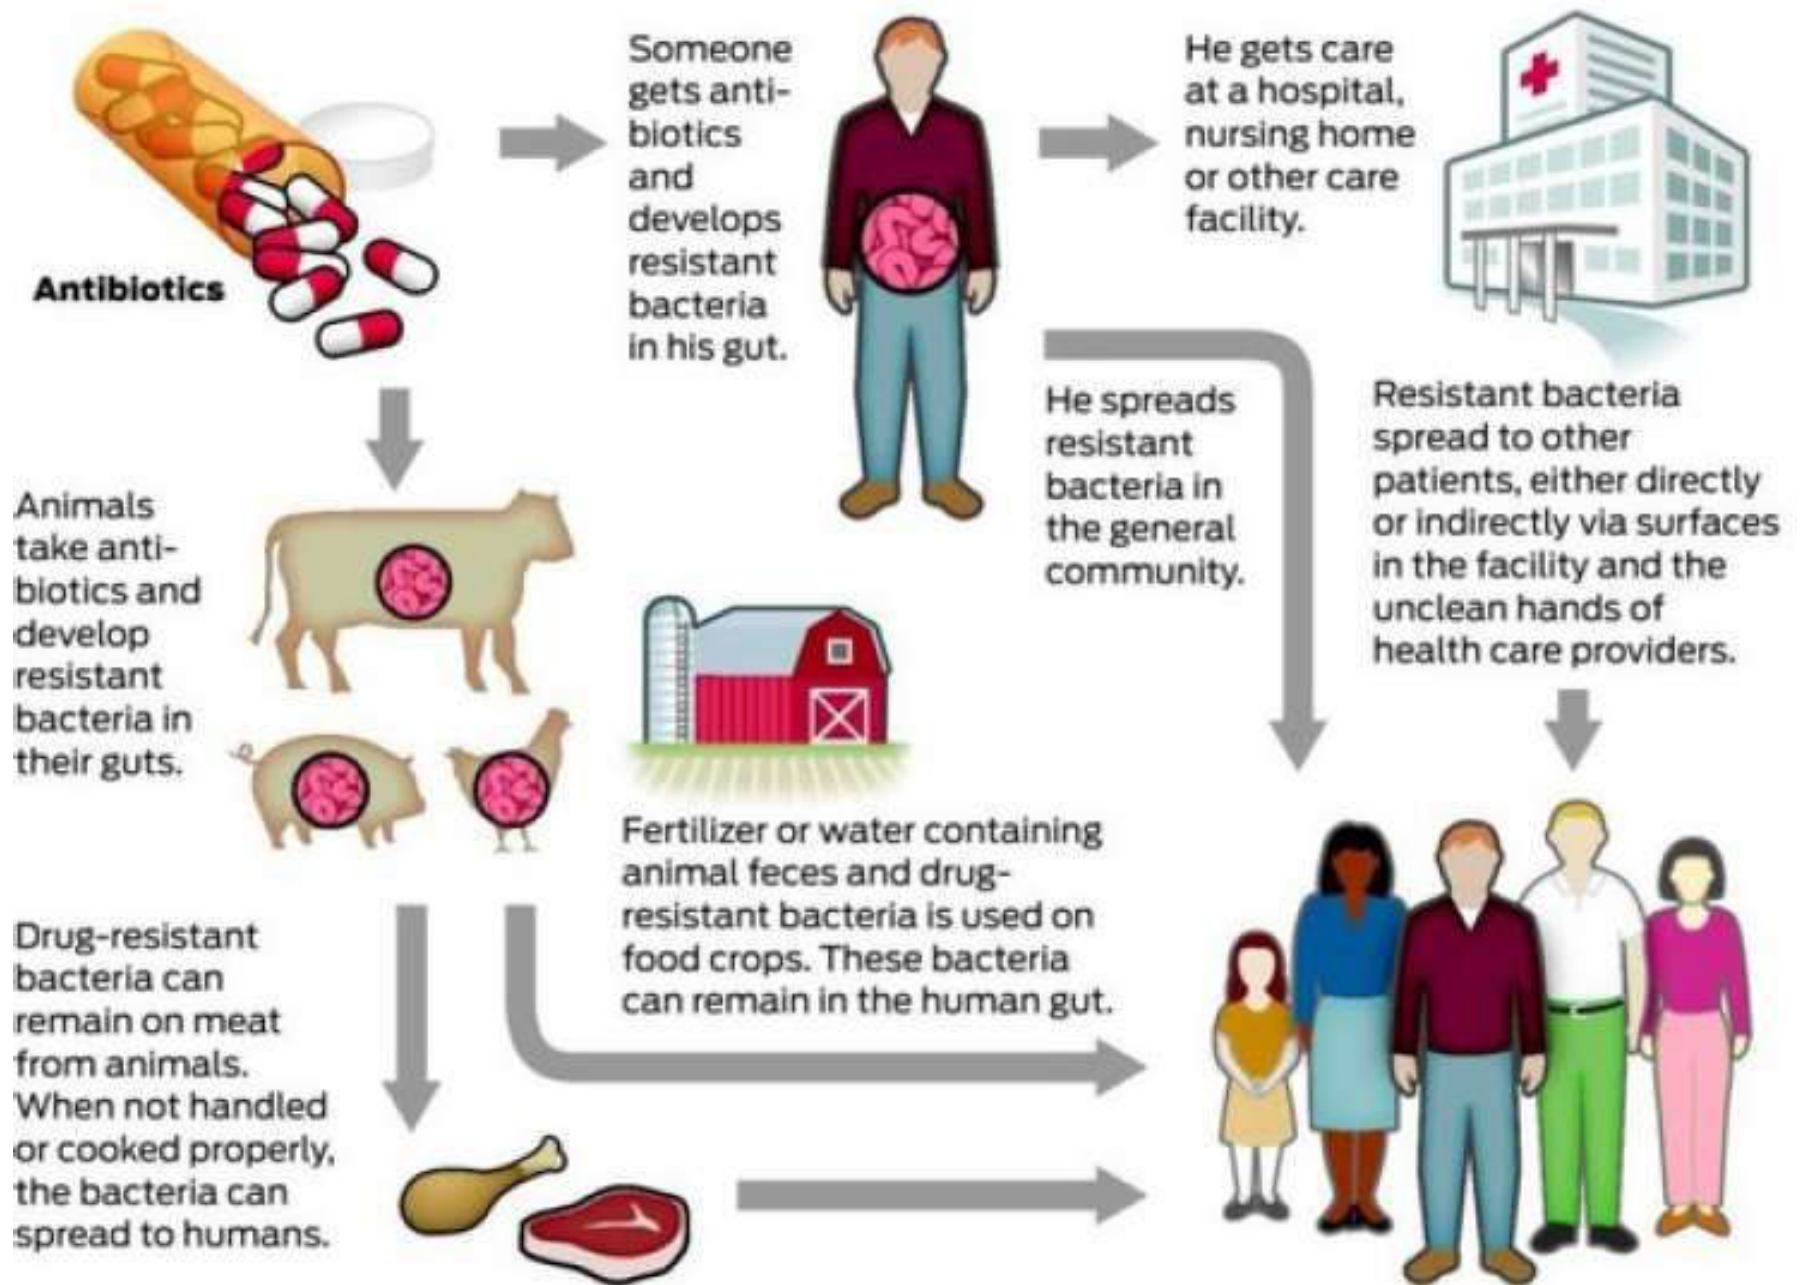 Antibiotics
Someone
gets anti-
biotics
and
develops
resistant
bacteria
in his gut.
He gets care
at a hospital,
nursing home
or other care
facility.
He spreads
resistant
bacteria in
the general
community.
Resistant bacteria
spread to other
patients, either directly
or indirectly via surfaces
in the facility and the
unclean hands of
health care providers.
Animals
take anti-
biotics and
develop
resistant
bacteria in
their guts.
Fertilizer or water containing
animal feces and drug-
resistant bacteria is used on
food crops. These bacteria
can remain in the human gut.
Drug-resistant
bacteria can
remain on meat
from animals.
When not handled
or cooked properly,
the bacteria can
spread to humans.